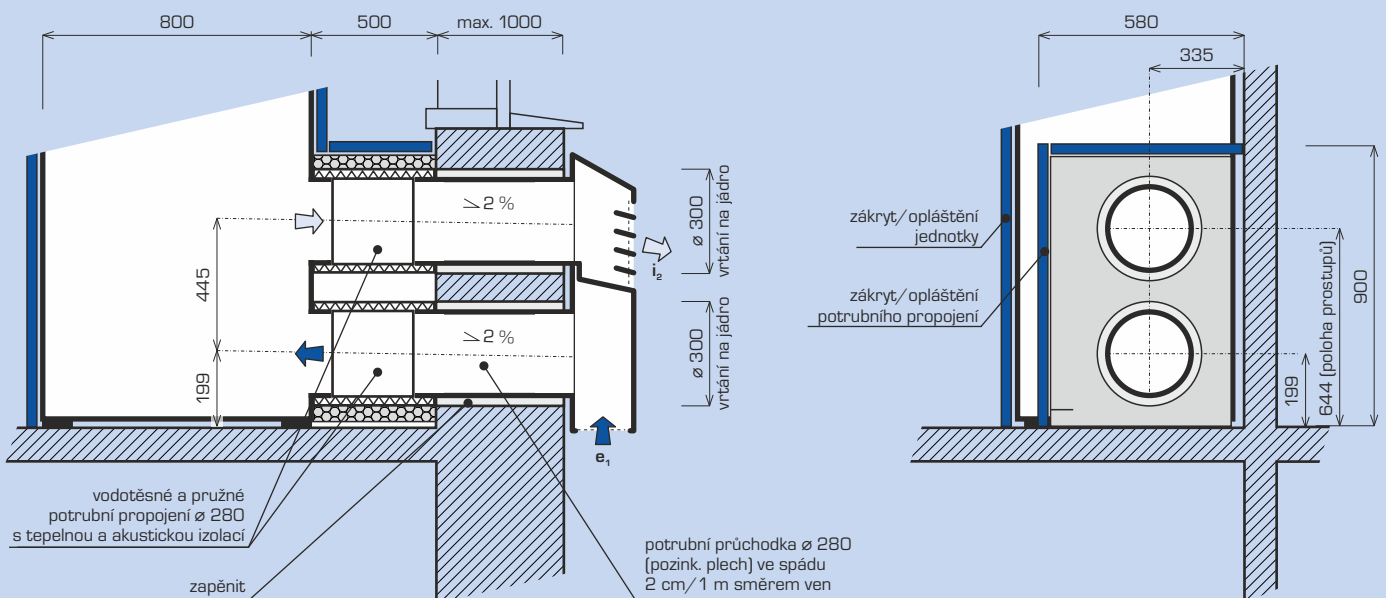 800
500
max. 1000
580
335
⦣2 %
⌀ 300
vrtání na jádro
i₂
445
⦣2 %
199
⌀ 300
vrtání na jádro
e₁
zákryt/opláštění
jednotky
zákryt/opláštění
potrubního propojení
199
644 (poloha prostupů)
900
vodotěsné a pružné
potrubní propojení ⌀ 280
s tepelnou a akustickou izolací
zapěnit
potrubní průchodka ⌀ 280
(pozink. plech) ve spádu
2 cm/1 m směrem ven